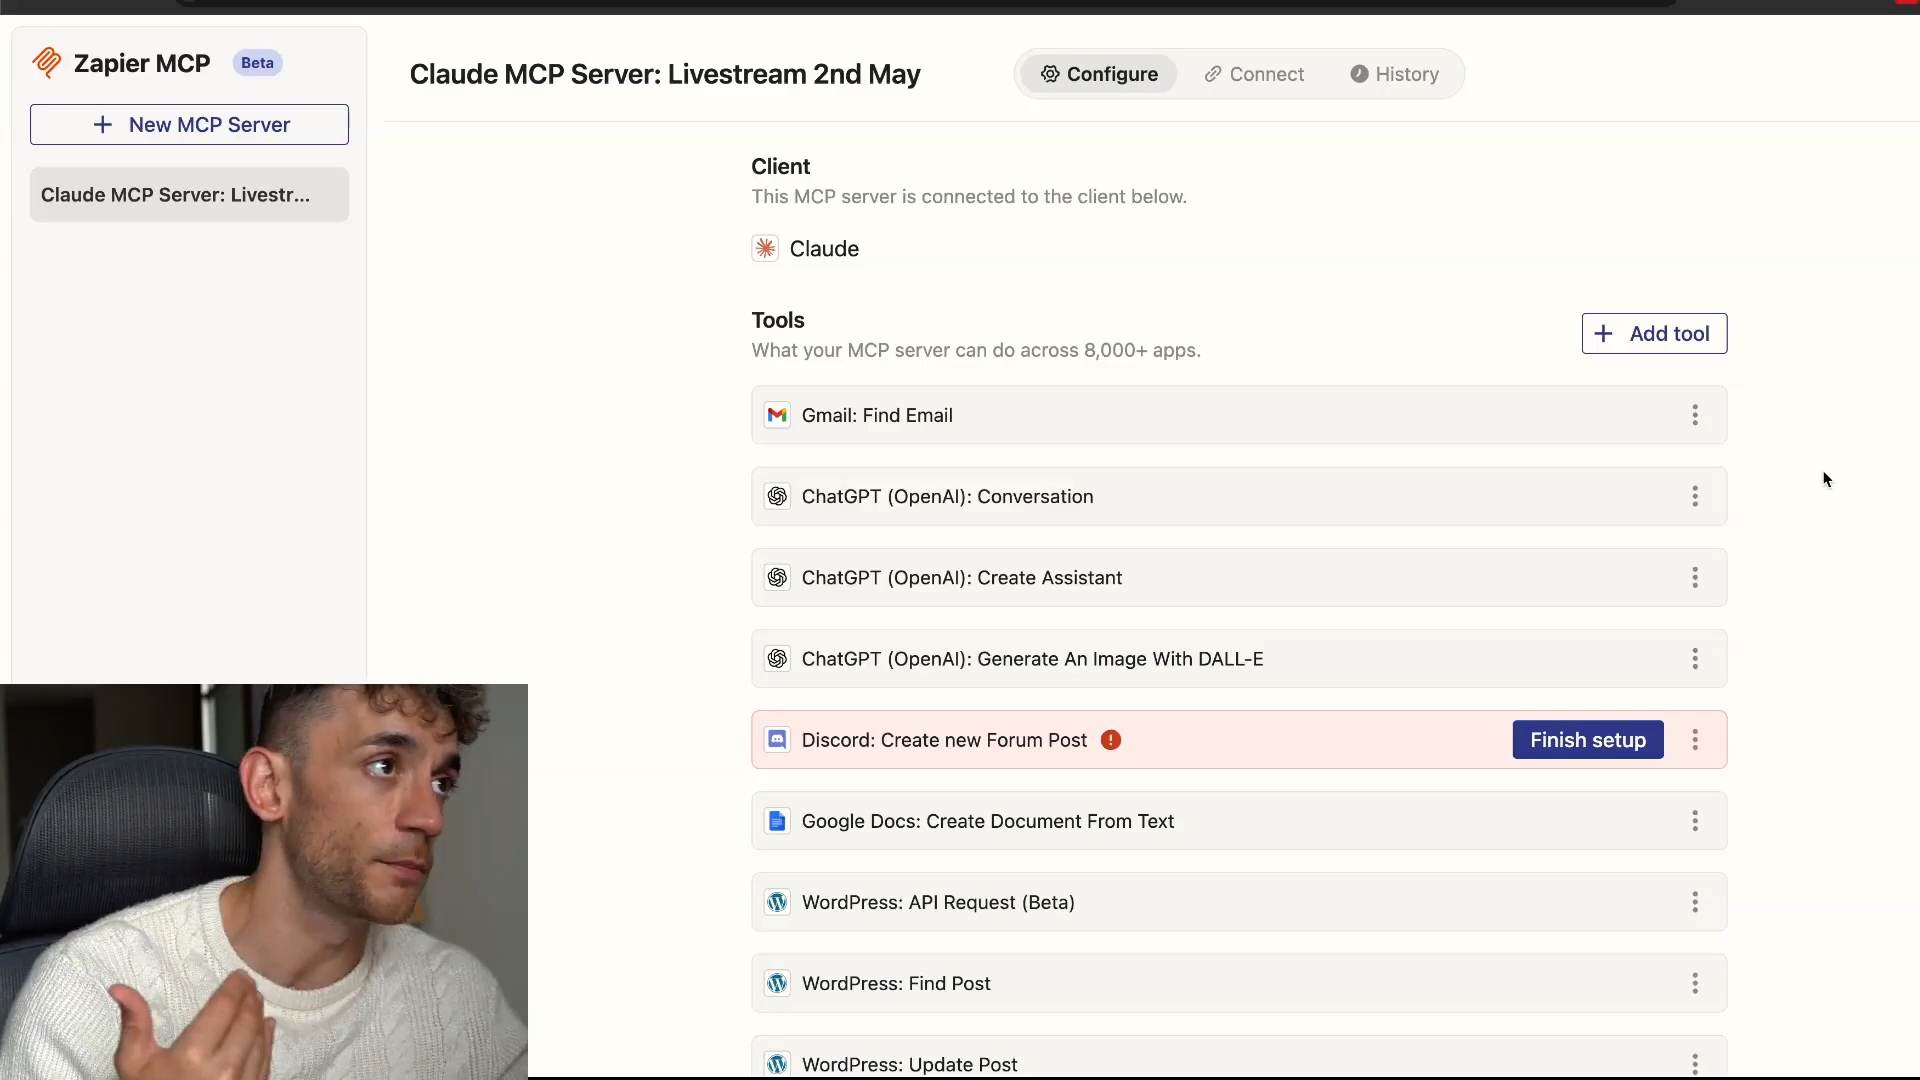 Zapier MCP
Beta
+ New MCP Server
Claude MCP Server: Livestr...
Claude MCP Server: Livestream 2nd May
Configure
Connect
History
Client
This MCP server is connected to the client below.
Claude
Tools
What your MCP server can do across 8,000+ apps.
+ Add tool
Gmail: Find Email
ChatGPT (OpenAI): Conversation
ChatGPT (OpenAI): Create Assistant
ChatGPT (OpenAI): Generate An Image With DALL-E
Discord: Create new Forum Post
Finish setup
Google Docs: Create Document From Text
WordPress: API Request (Beta)
WordPress: Find Post
WordPress: Update Post